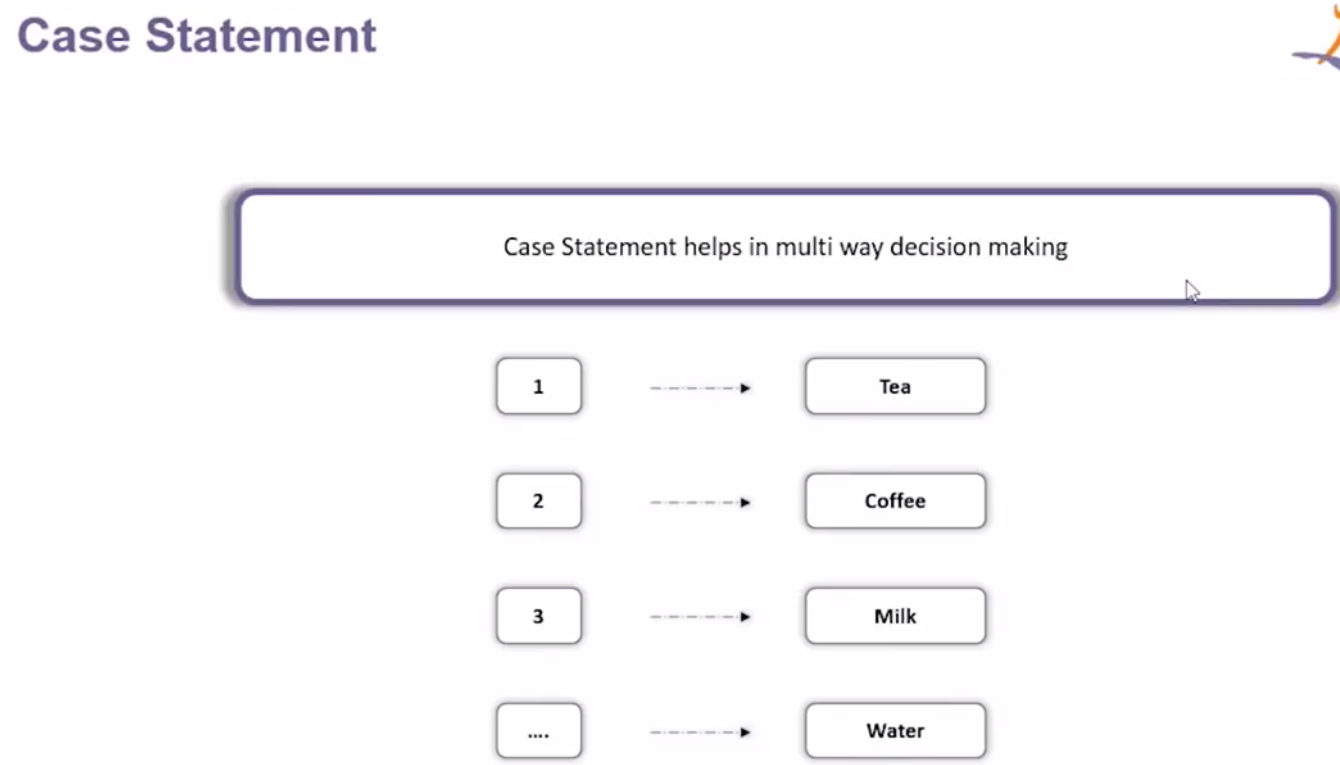 Case Statement
Case Statement helps in multi way decision making
1 Tea
2 Coffee
3 Milk
.... Water